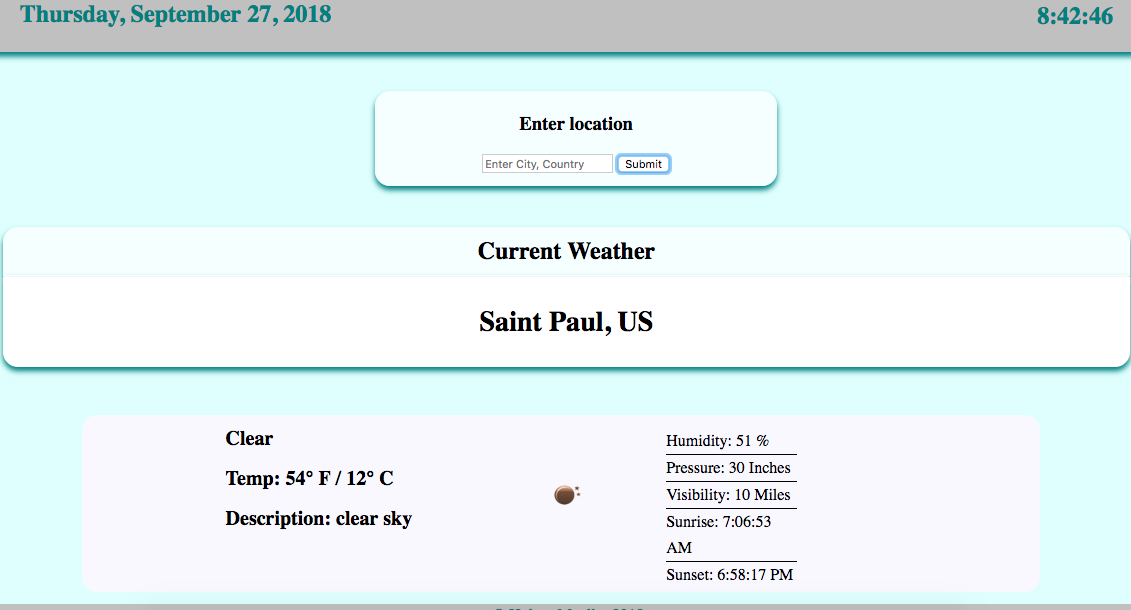 Thursday, September 27, 2018
8:42:46
Enter location
Enter City, Country
Submit
Current Weather
Saint Paul, US
Clear
Temp: 54° F / 12° C
Description: clear sky
Humidity: 51 %
Pressure: 30 Inches
Visibility: 10 Miles
Sunrise: 7:06:53
AM
Sunset: 6:58:17 PM